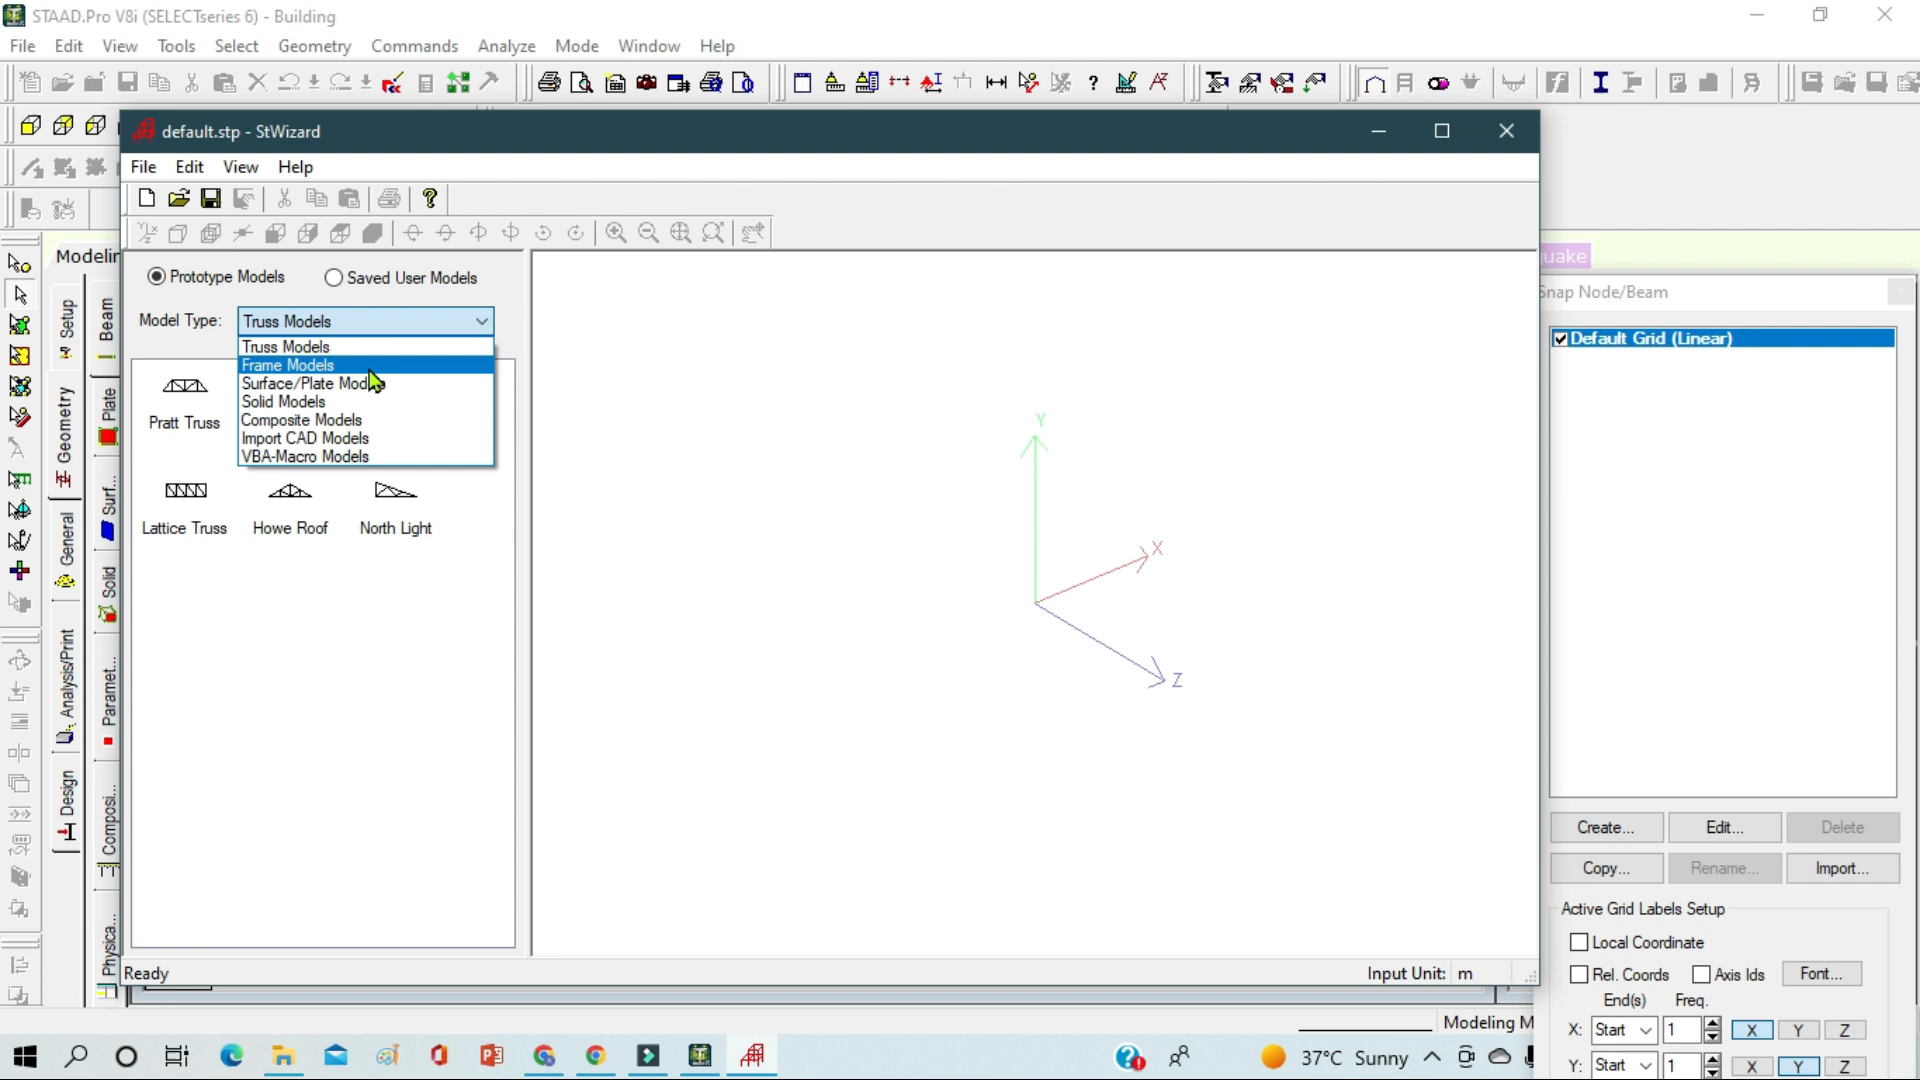 STAAD.Pro V8i (SELECTseries 6) - Building
File Edit View Tools Select Geometry Commands Analyze Mode Window Help
default.stp - StWizard
File Edit View Help
Prototype Models Saved User Models
Model Type: Truss Models
Truss Models
Frame Models
Surface/Plate
Solid Models
Composite Models
Import CAD Models
VBA-Macro Models
Pratt Truss
Lattice Truss Howe Roof North Light
Y
X
Z
Ready
Input Unit: m
Setup
Geometry
General
Analysis/Print
Design
Beam
Plate
Surf...
Solid
Paramet...
Composi...
Physica...
Snap Node/Beam
Default Grid (Linear)
Create... Edit... Delete
Copy... Rename... Import...
Active Grid Labels Setup
Local Coordinate
Rel. Coords Axis Ids Font...
End(s) Freq.
X: Start 1 X Y Z
Y: Start 1 X Y Z
37°C Sunny